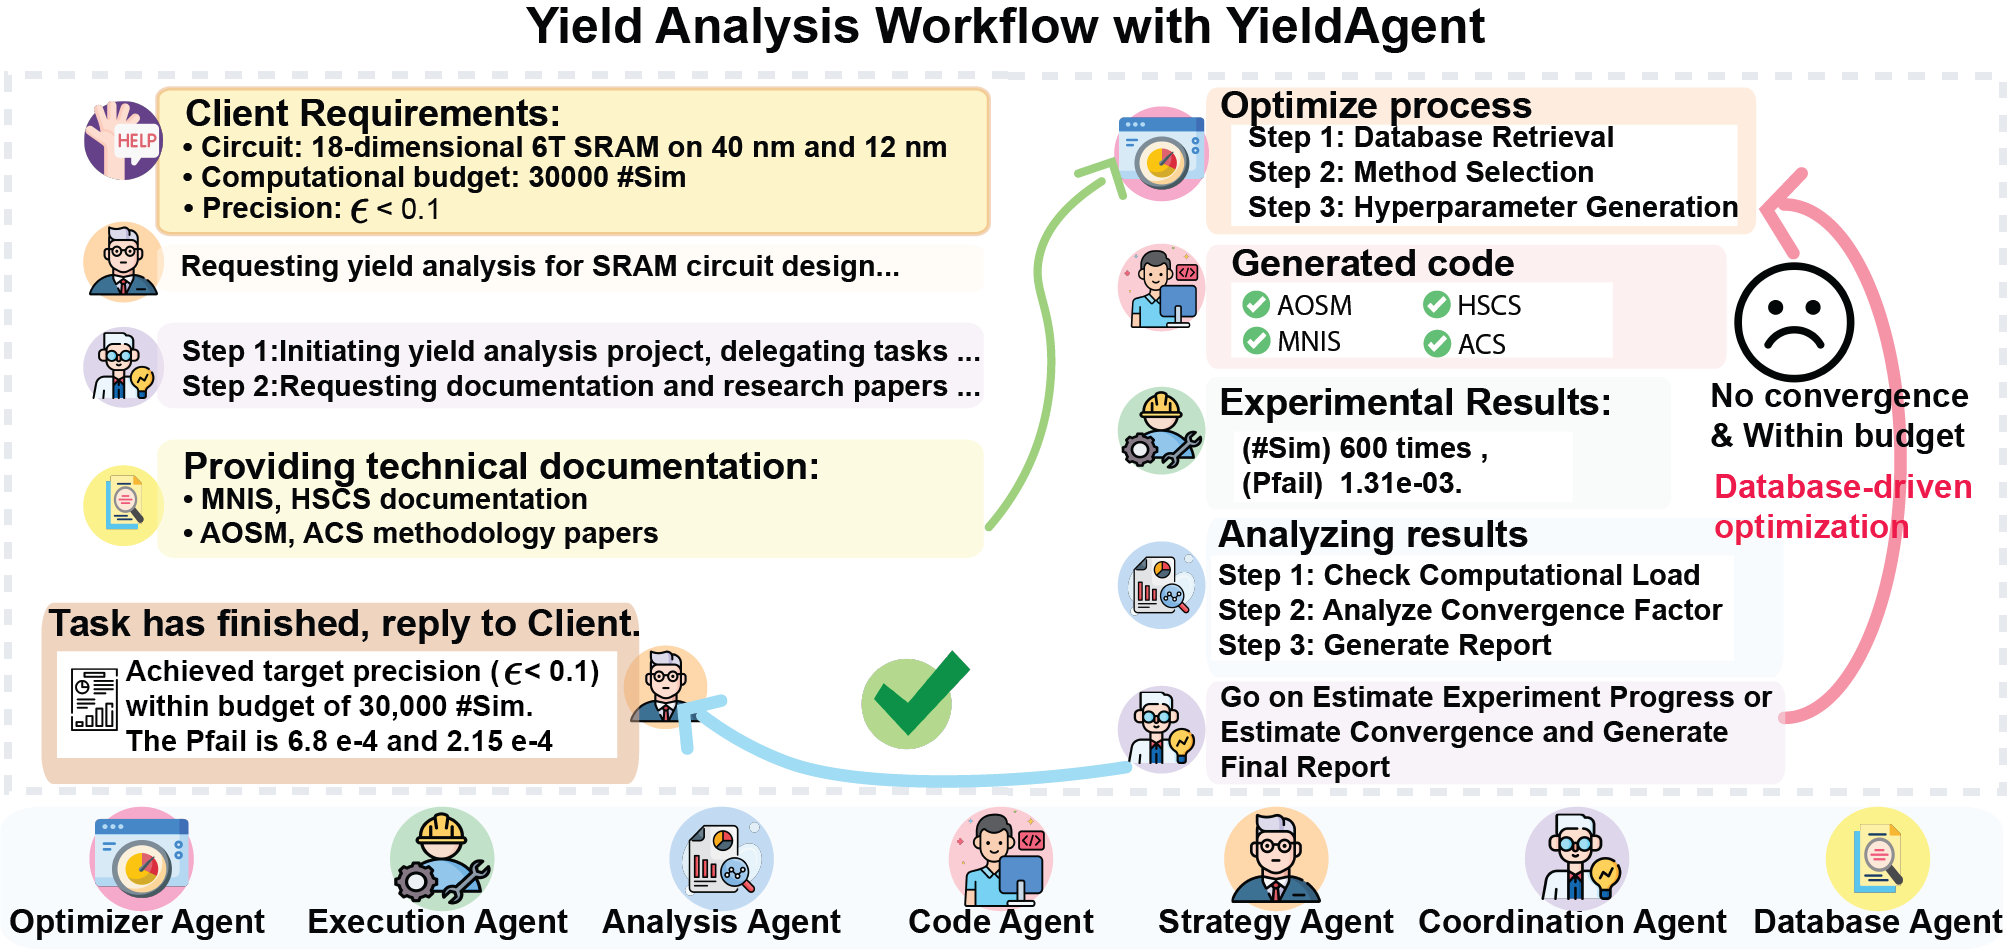 Yield Analysis Workflow with YieldAgent
HELP
Client Requirements:
• Circuit: 18-dimensional 6T SRAM on 40 nm and 12 nm
• Computational budget: 30000 #Sim
• Precision: ϵ < 0.1
Requesting yield analysis for SRAM circuit design...
Step 1:Initiating yield analysis project, delegating tasks ...
Step 2:Requesting documentation and research papers ...
Providing technical documentation:
• MNIS, HSCS documentation
• AOSM, ACS methodology papers
Optimize process
Step 1: Database Retrieval
Step 2: Method Selection
Step 3: Hyperparameter Generation
Generated code
AOSM HSCS
MNIS ACS
Experimental Results:
(#Sim) 600 times ,
(Pfail) 1.31e-03.
No convergence
& Within budget
Database-driven
optimization
Analyzing results
Step 1: Check Computational Load
Step 2: Analyze Convergence Factor
Step 3: Generate Report
Go on Estimate Experiment Progress or
Estimate Convergence and Generate
Final Report
Task has finished, reply to Client.
Achieved target precision (ϵ< 0.1)
within budget of 30,000 #Sim.
The Pfail is 6.8 e-4 and 2.15 e-4
Optimizer Agent
Execution Agent
Analysis Agent
Code Agent
Strategy Agent
Coordination Agent
Database Agent